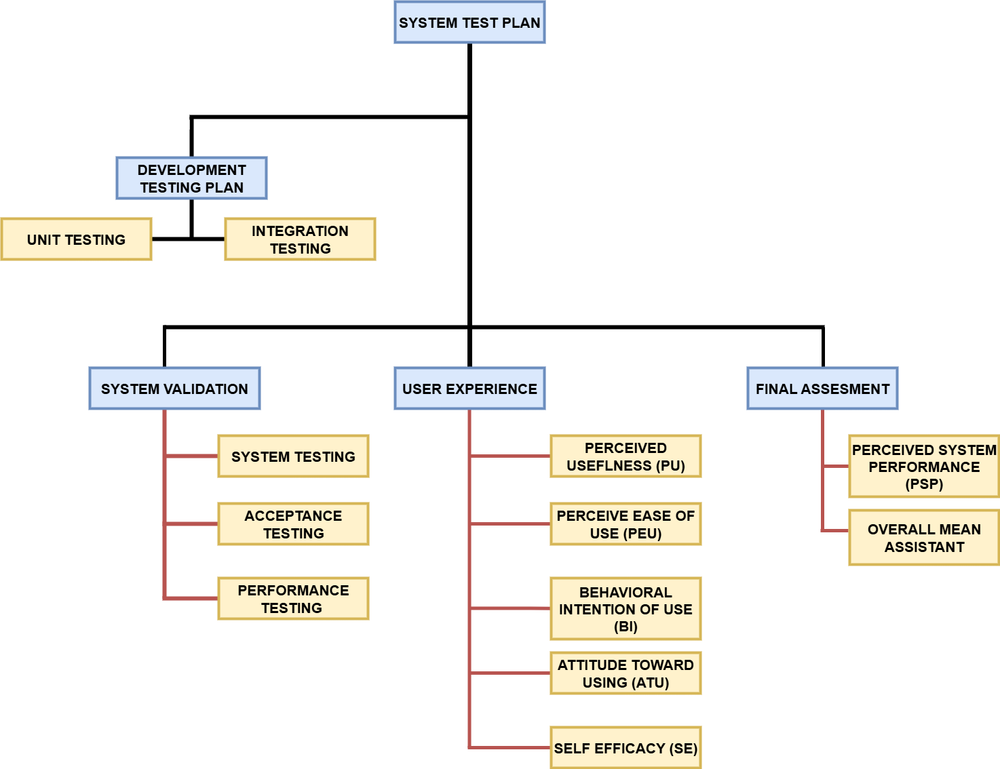 SYSTEM TEST PLAN
DEVELOPMENT
TESTING PLAN
UNIT TESTING
INTEGRATION
TESTING
SYSTEM VALIDATION
USER EXPERIENCE
FINAL ASSESMENT
SYSTEM TESTING
ACCEPTANCE
TESTING
PERFORMANCE
TESTING
PERCEIVED
USEFLNESS (PU)
PERCEIVE EASE OF
USE (PEU)
BEHAVIORAL
INTENTION OF USE
(BI)
ATTITUDE TOWARD
USING (ATU)
SELF EFFICACY (SE)
PERCEIVED SYSTEM
PERFORMANCE
(PSP)
OVERALL MEAN
ASSISTANT